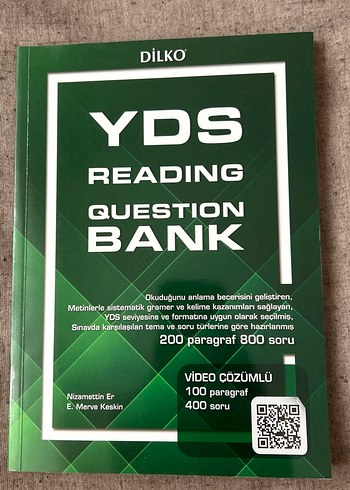 DİLKO®
YDS
READING
QUESTION
BANK
Okuduğunu anlama becerisini geliştiren,
Metinlerle sistematik gramer ve kelime kazanımları sağlayan,
YDS seviyesine ve formatına uygun olarak seçilmiş,
Sınavda karşılaşılan tema ve soru türlerine göre hazırlanmış
200 paragraf 800 soru
VİDEO ÇÖZÜMLÜ
100 paragraf
400 soru
Nizamettin Er
E. Merve Keskin